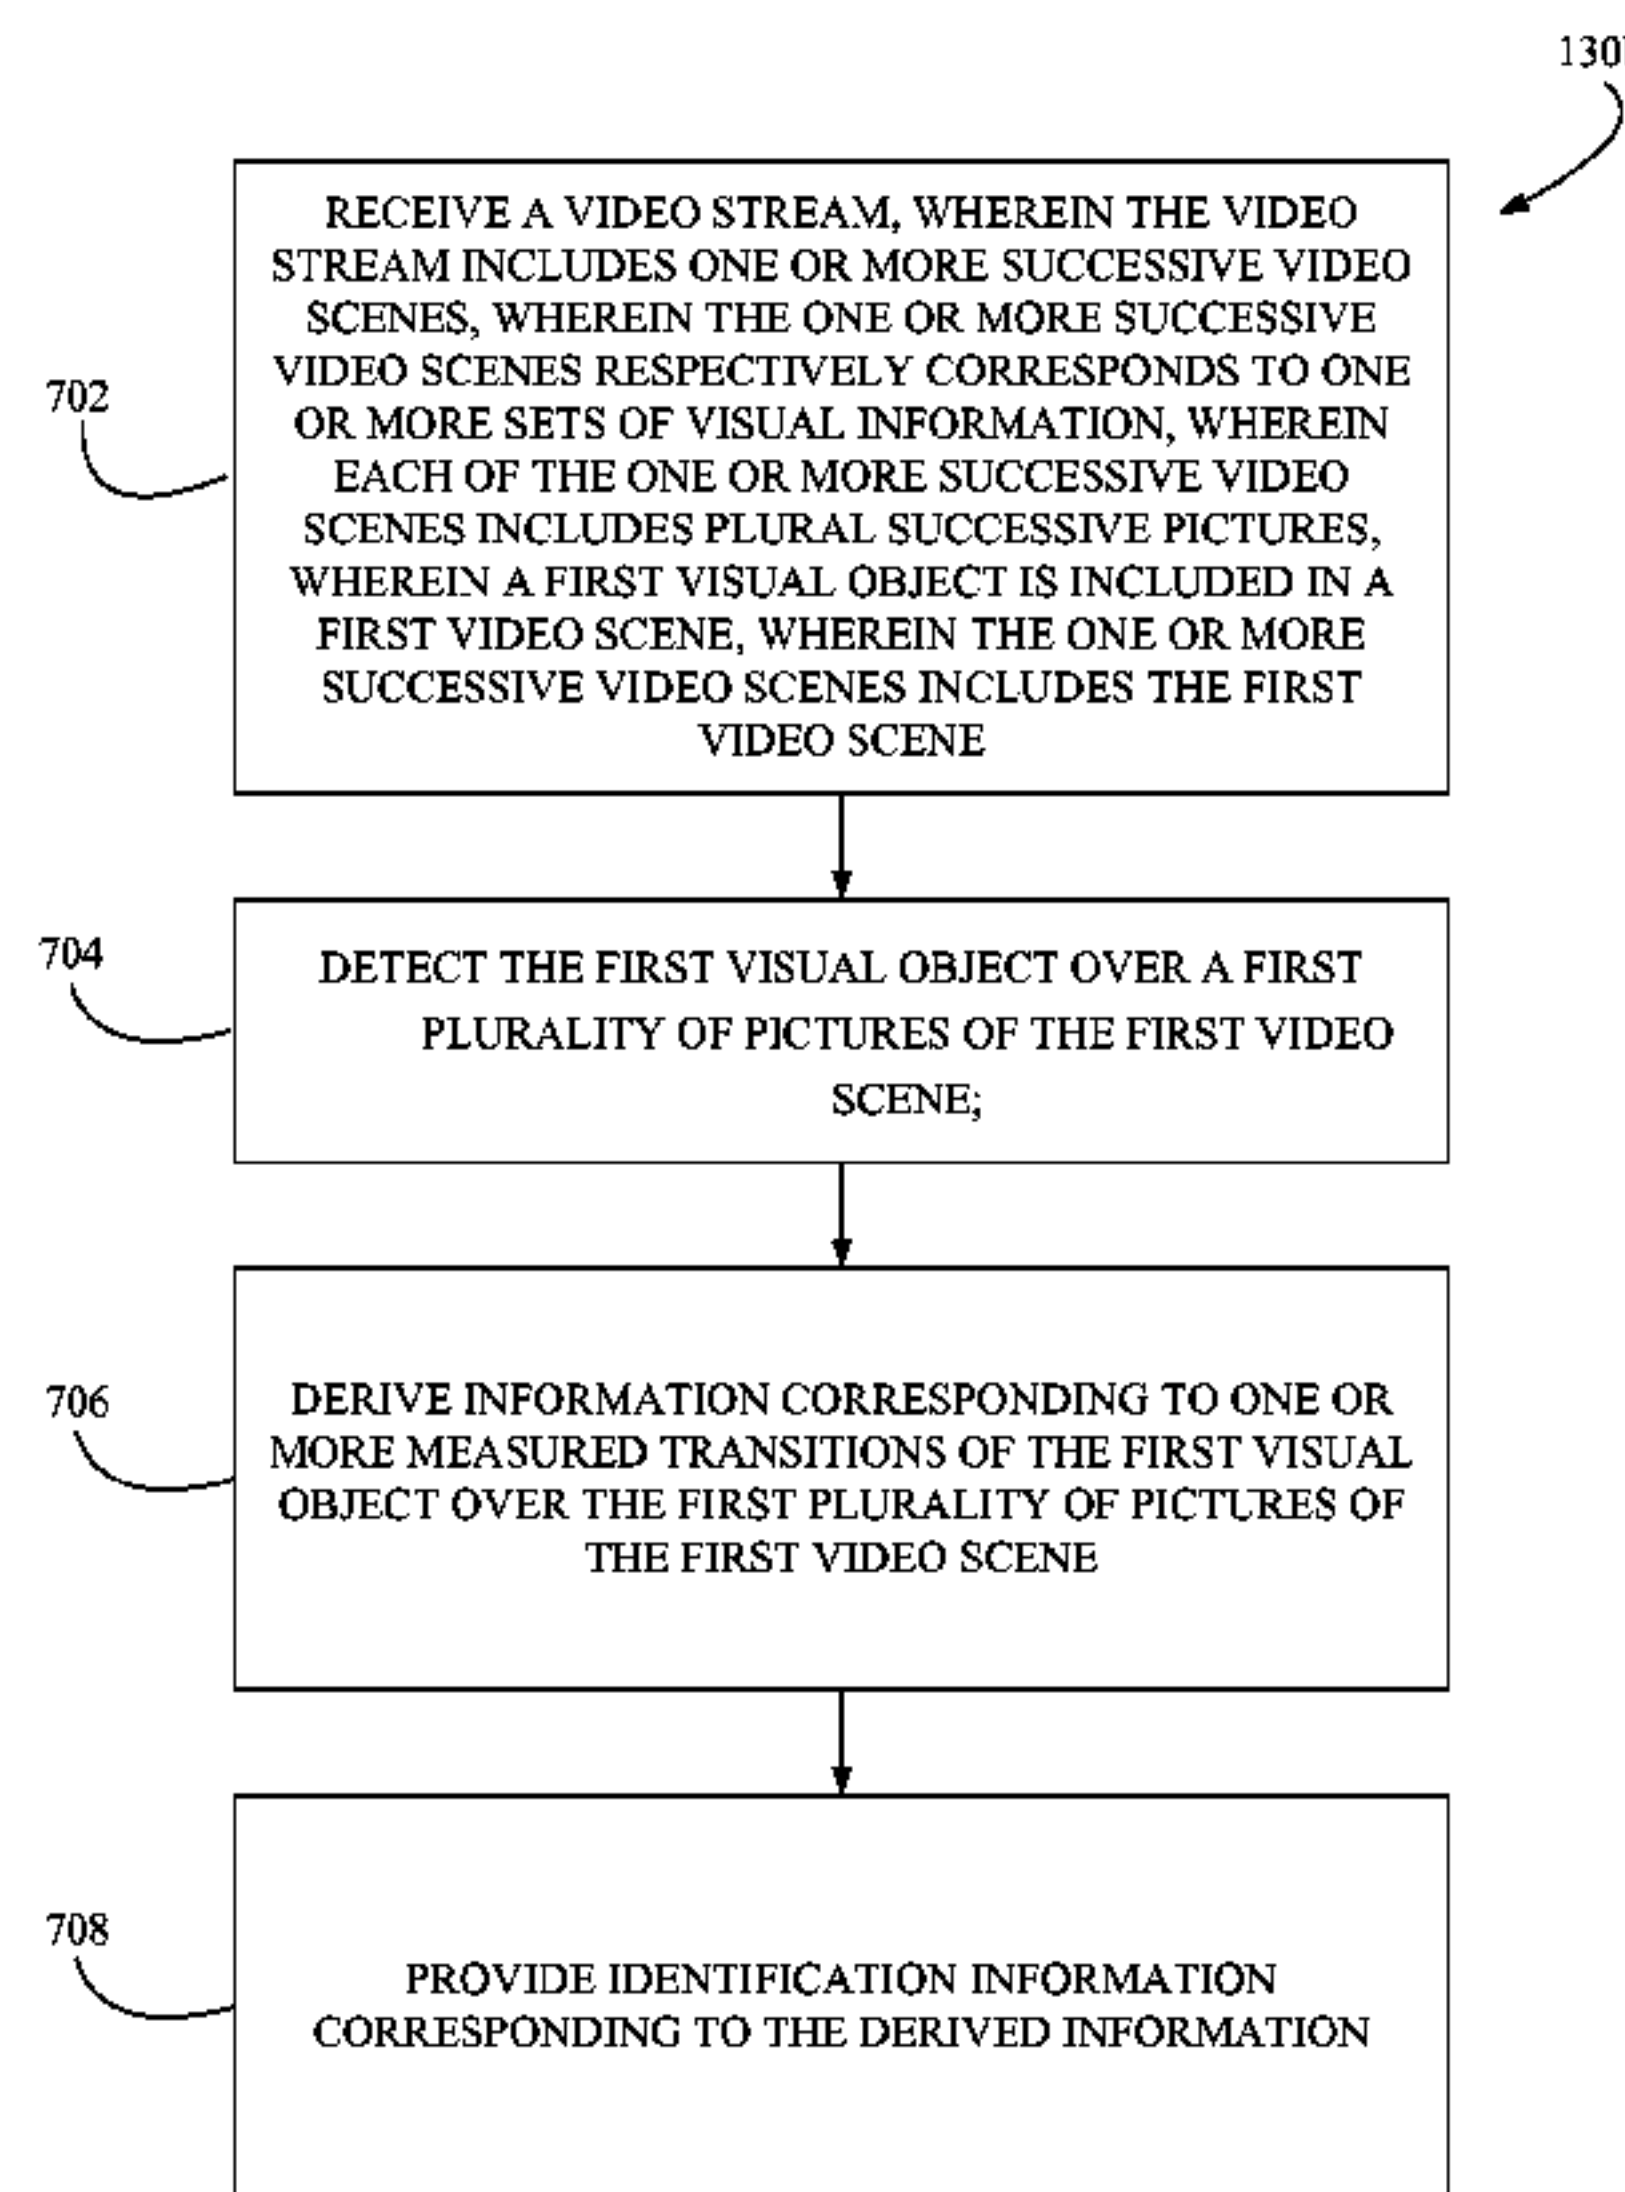 130
RECEIVE A VIDEO STREAM, WHEREIN THE VIDEO
STREAM INCLUDES ONE OR MORE SUCCESSIVE VIDEO
SCENES, WHEREIN THE ONE OR MORE SUCCESSIVE
VIDEO SCENES RESPECTIVELY CORRESPONDS TO ONE
OR MORE SETS OF VISUAL INFORMATION, WHEREIN
EACH OF THE ONE OR MORE SUCCESSIVE VIDEO
SCENES INCLUDES PLURAL SUCCESSIVE PICTURES,
WHEREIN A FIRST VISUAL OBJECT IS INCLUDED IN A
FIRST VIDEO SCENE, WHEREIN THE ONE OR MORE
SUCCESSIVE VIDEO SCENES INCLUDES THE FIRST
VIDEO SCENE
702
DETECT THE FIRST VISUAL OBJECT OVER A FIRST
PLURALITY OF PICTURES OF THE FIRST VIDEO
SCENE;
704
DERIVE INFORMATION CORRESPONDING TO ONE OR
MORE MEASURED TRANSITIONS OF THE FIRST VISUAL
OBJECT OVER THE FIRST PLURALITY OF PICTURES OF
THE FIRST VIDEO SCENE
706
PROVIDE IDENTIFICATION INFORMATION
CORRESPONDING TO THE DERIVED INFORMATION
708